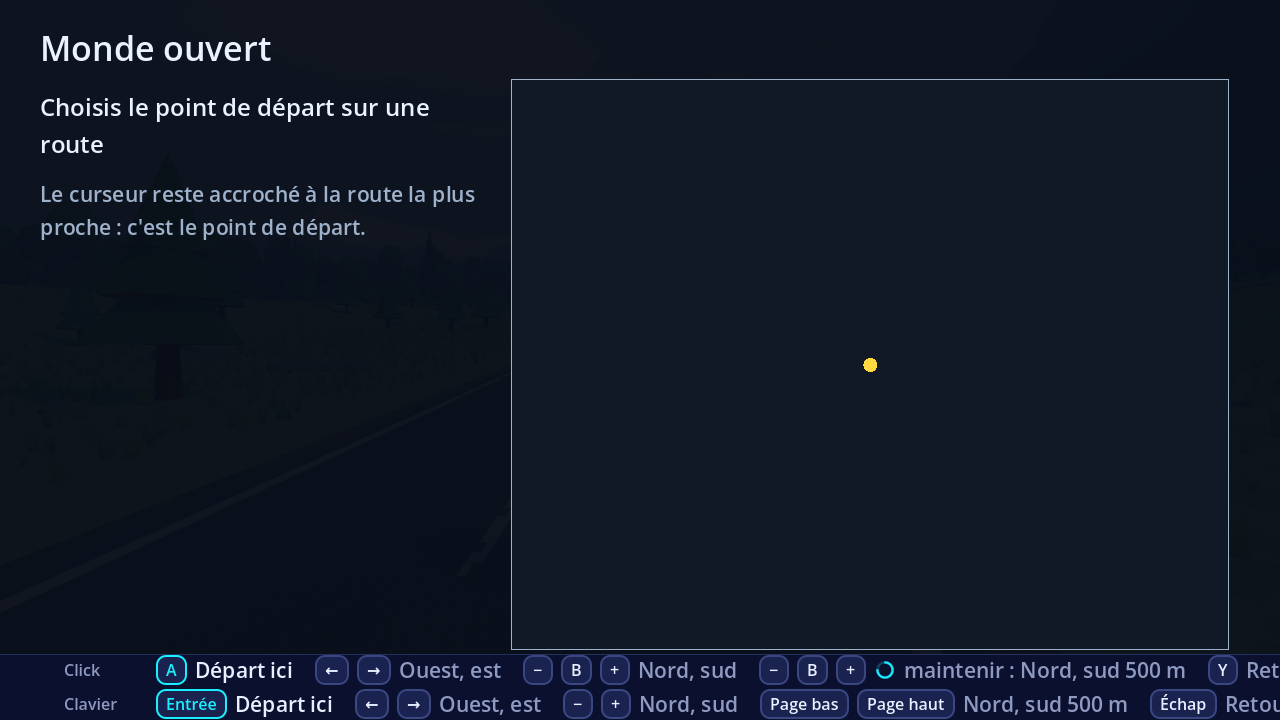 Monde ouvert
Choisis le point de départ sur une
route
Le curseur reste accroché à la route la plus
proche : c'est le point de départ.
Click A Départ ici ← → Ouest, est − B + Nord, sud − B + maintenir : Nord, sud 500 m Y Ret
Clavier Entrée Départ ici ← → Ouest, est − + Nord, sud Page bas Page haut Nord, sud 500 m Échap Retou